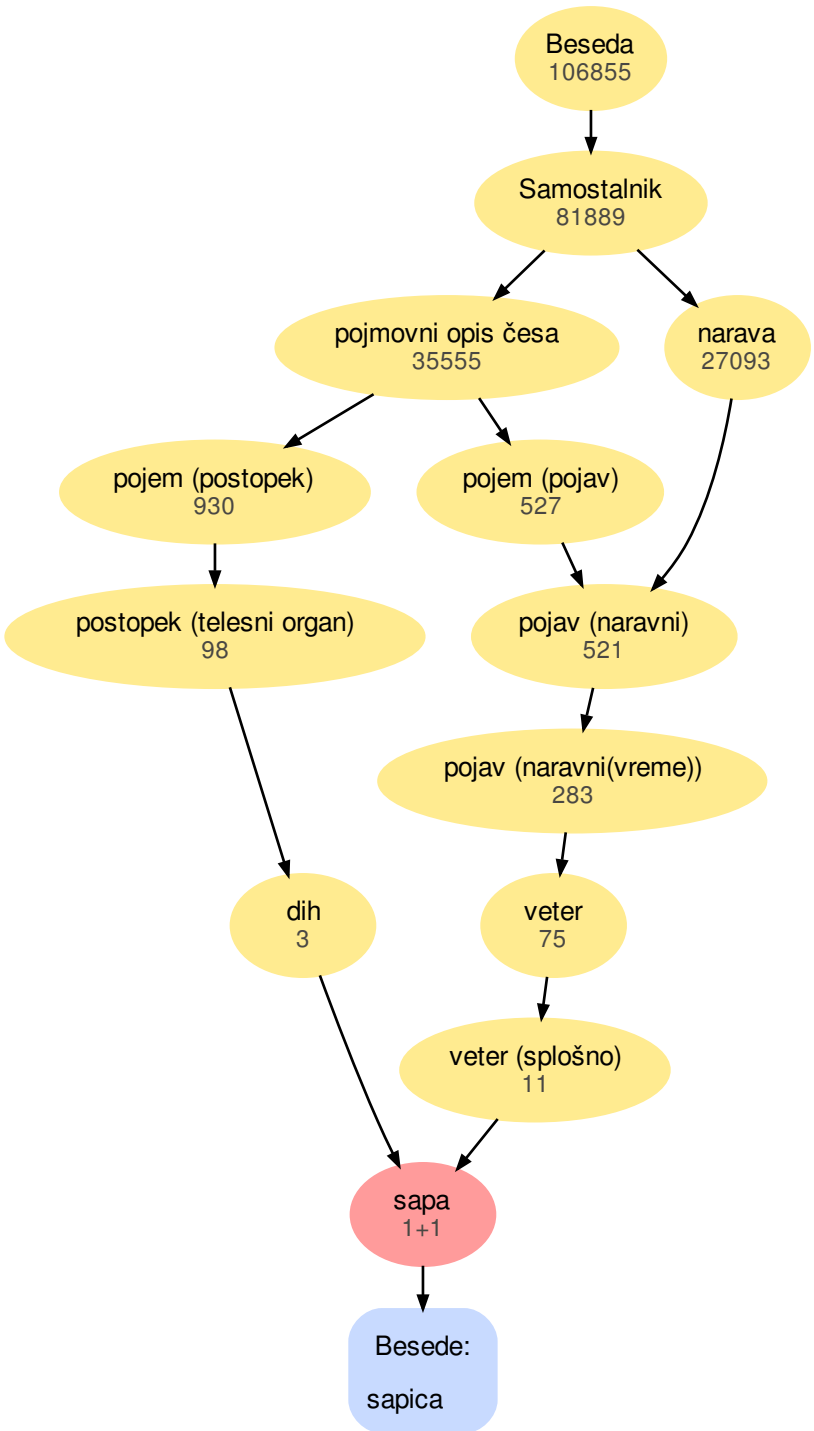 Beseda
106855
Samostalnik
81889
pojmovni opis česa
35555
narava
27093
pojem (postopek)
930
pojem (pojav)
527
postopek (telesni organ)
98
pojav (naravni)
521
pojav (naravni(vreme))
283
dih
3
veter
75
veter (splošno)
11
sapa
1+1
Besede:
sapica